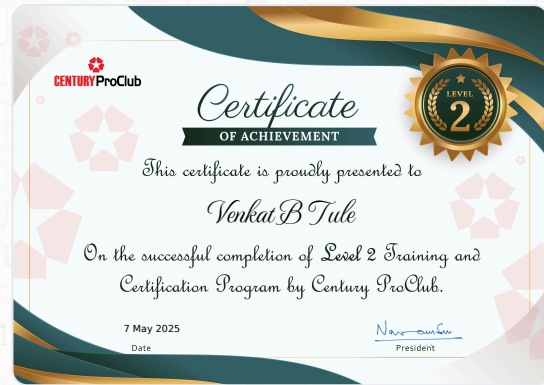 CENTURY ProClub
Certificate
OF ACHIEVEMENT
LEVEL
2
This certificate is proudly presented to
Venkat B Tule
On the successful completion of Level 2 Training and
Certification Program by Century ProClub.
7 May 2025
Date
President